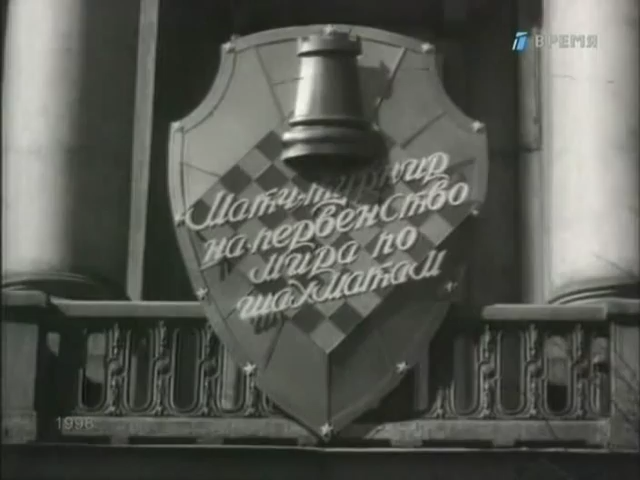 ВРЕМЯ
Матч-турнир
на первенство
мира по
шахматам
1998